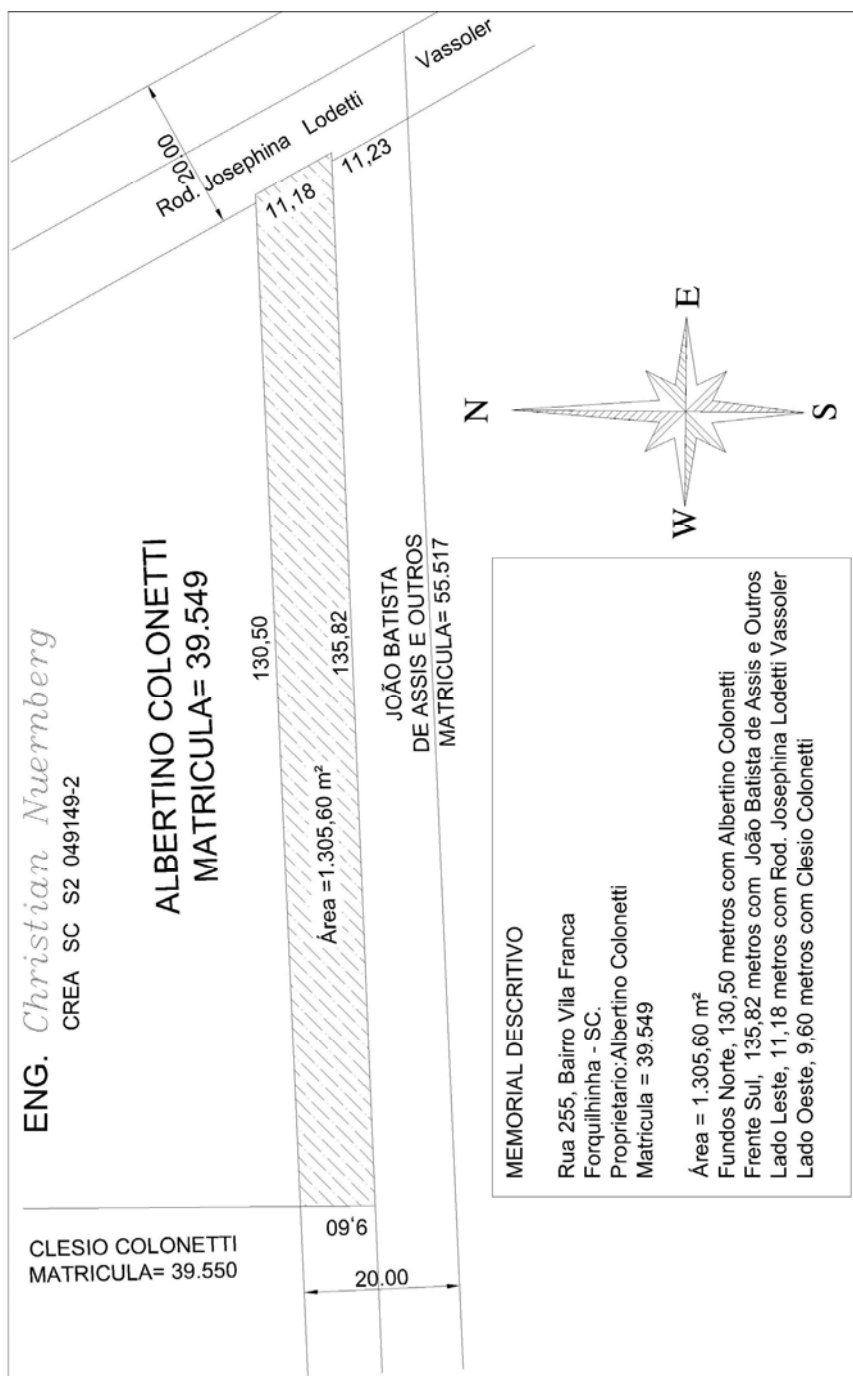 ENG. Christian Nuernberg
CREA SC S2 049149-2
ALBERTINO COLONETTI
MATRICULA= 39.549
CLESIO COLONETTI
MATRICULA= 39.550
20.00
Rod. Josephina Lodetti Vassoler
11,18
11,23
130,50
Área =1.305,60 m²
135,82
9,60
20.00
JOÃO BATISTA
DE ASSIS E OUTROS
MATRICULA= 55.517
N
W
E
S
MEMORIAL DESCRITIVO
Rua 255, Bairro Vila Franca
Forquilhinha - SC.
Proprietario:Albertino Colonetti
Matricula = 39.549
Área = 1.305,60 m²
Fundos Norte, 130,50 metros com Albertino Colonetti
Frente Sul, 135,82 metros com João Batista de Assis e Outros
Lado Leste, 11,18 metros com Rod. Josephina Lodetti Vassoler
Lado Oeste, 9,60 metros com Clesio Colonetti